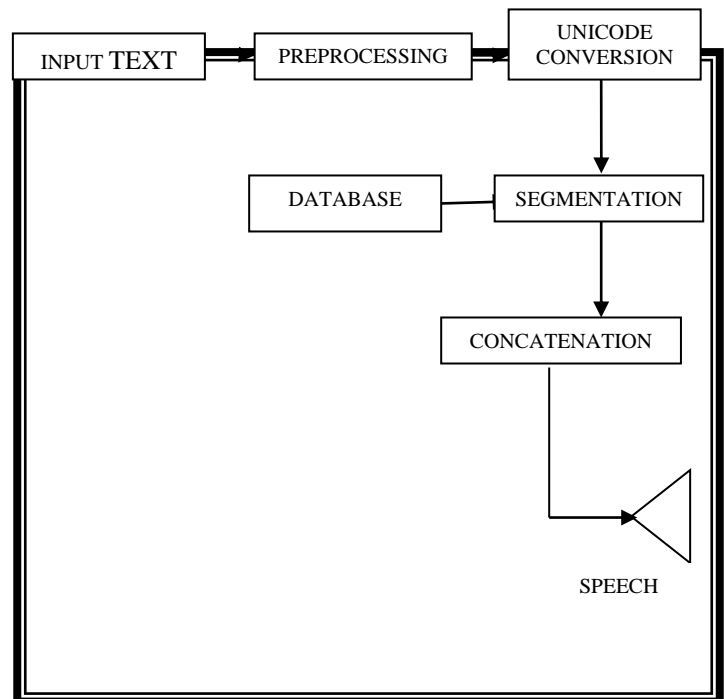 INPUT TEXT
PREPROCESSING
UNICODE
CONVERSION
DATABASE
SEGMENTATION
CONCATENATION
SPEECH